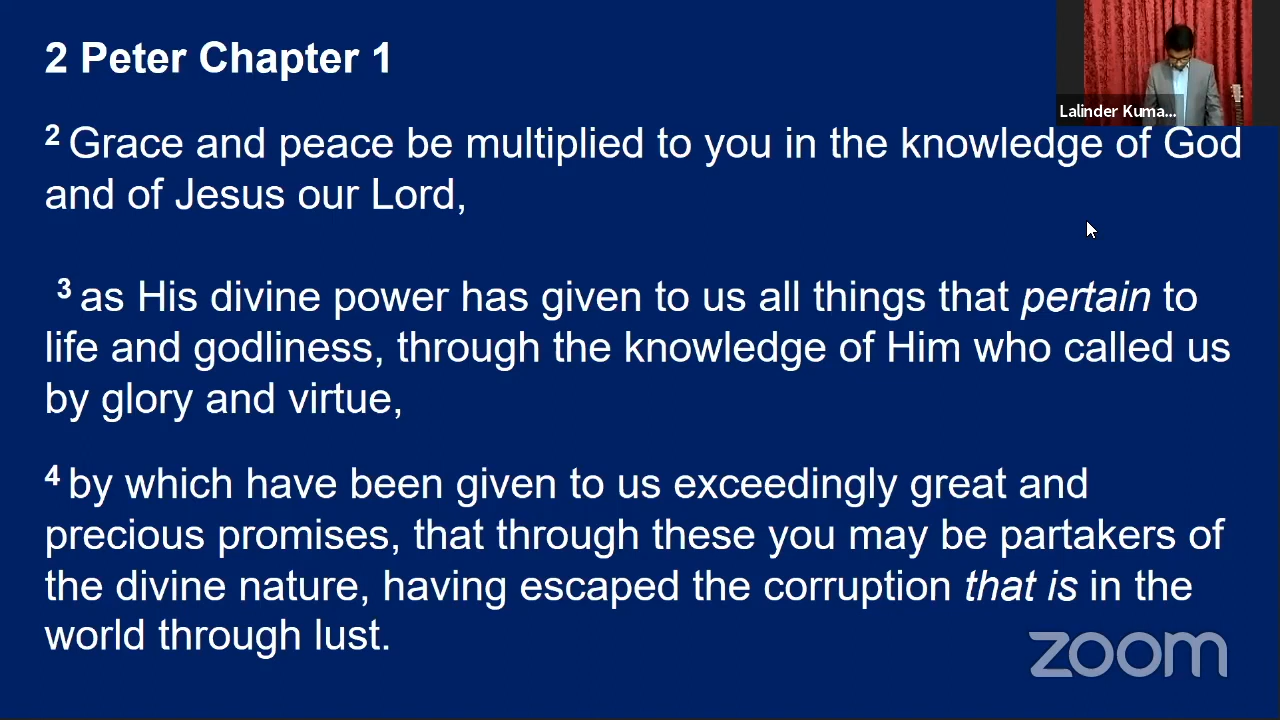 2 Peter Chapter 1
Lalinder Kuma...
2 Grace and peace be multiplied to you in the knowledge of God
and of Jesus our Lord,
3 as His divine power has given to us all things that pertain to
life and godliness, through the knowledge of Him who called us
by glory and virtue,
4 by which have been given to us exceedingly great and
precious promises, that through these you may be partakers of
the divine nature, having escaped the corruption that is in the
world through lust.
zoom